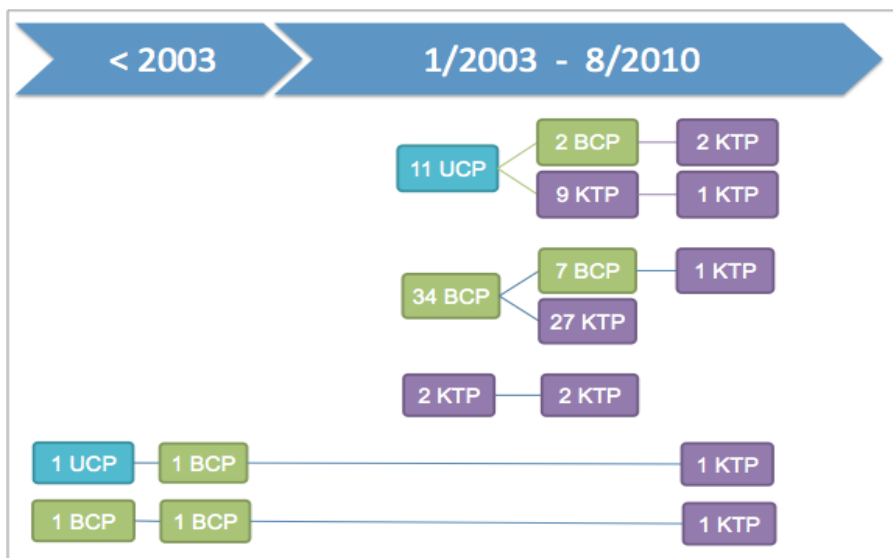 < 2003
1/2003 - 8/2010
2 BCP
2 KTP
11 UCP
9 KTP
1 KTP
7 BCP
1 KTP
34 BCP
27 KTP
2 KTP
2 KTP
1 UCP
1 BCP
1 KTP
1 BCP
1 BCP
1 KTP